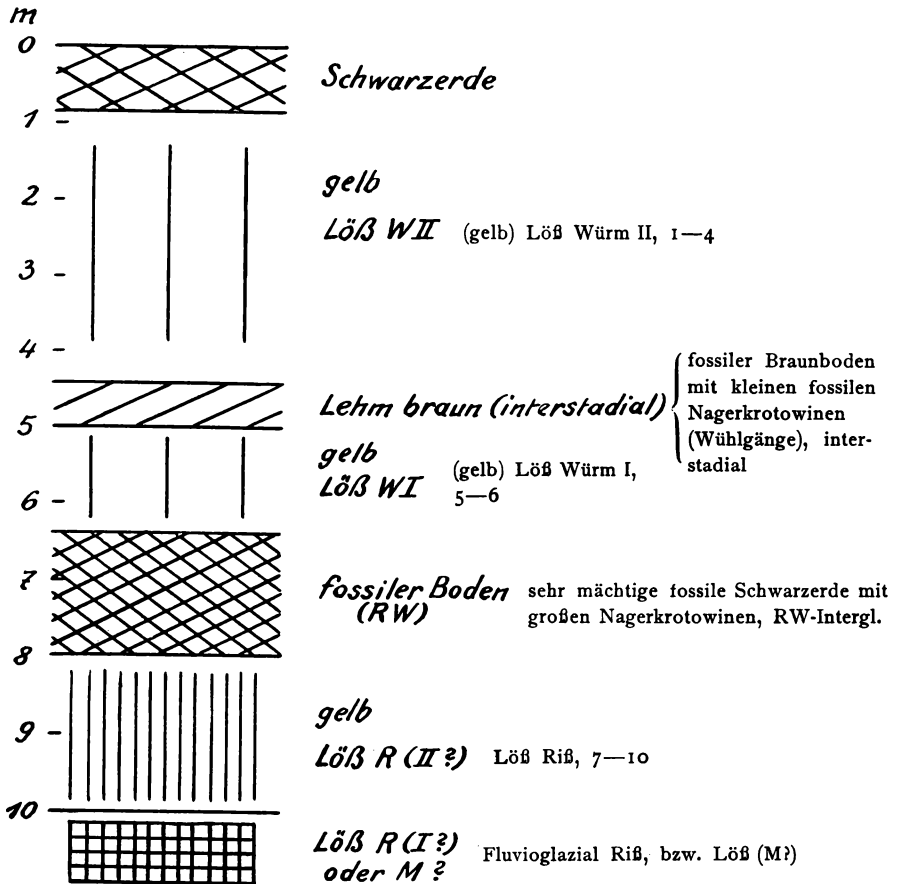 m
0
Schwarzerde
1
gelb
2
Löß WII (gelb) Löß Würm II, 1—4
3
4
fossiler Braunboden
mit kleinen fossilen
Lehm braun (interstadial) Nagerkrotowinen
5
(Wühlgänge), inter-
stadial
gelb
Löß WI (gelb) Löß Würm I,
5—6
6
7
fossiler Boden sehr mächtige fossile Schwarzerde mit
(RW) großen Nagerkrotowinen, RW-Intergl.
8
gelb
9
Löß R (II?) Löß Riß, 7—10
10
Löß R (I?) Fluvioglazial Riß, bzw. Löß (M?)
oder M?